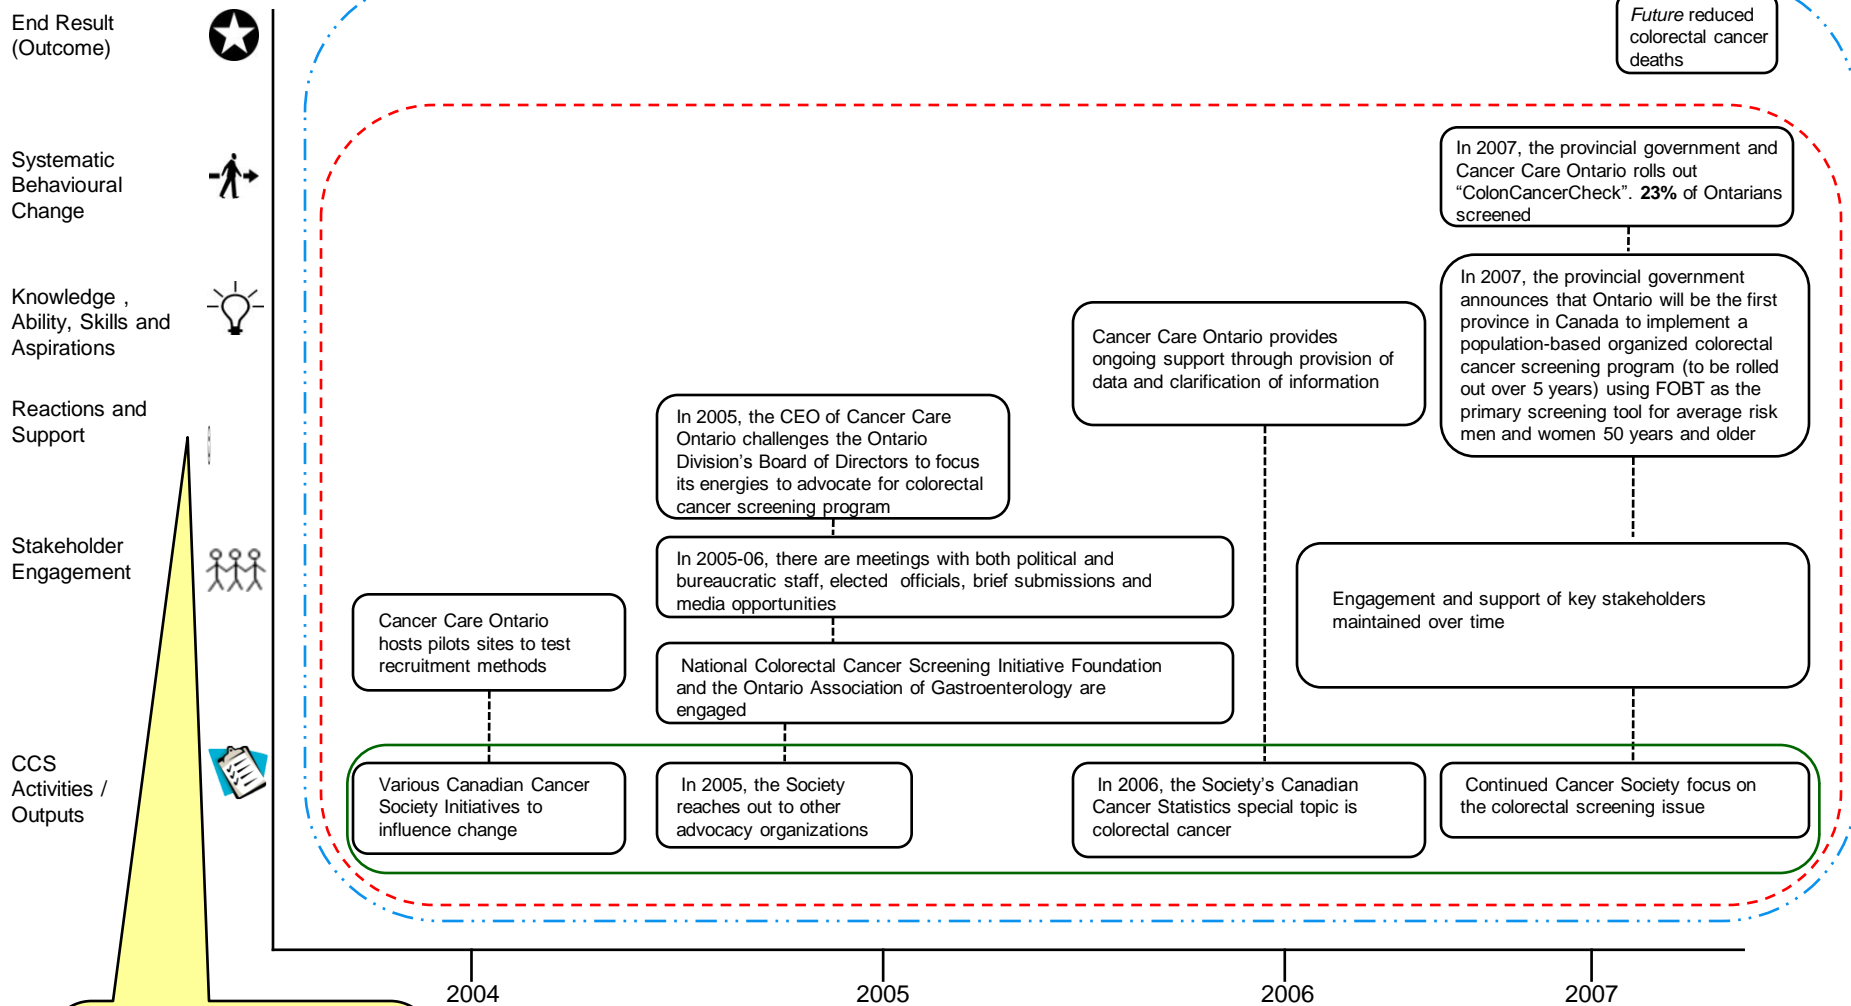 End Result
(Outcome)
Future reduced
colorectal cancer
deaths
Systematic
Behavioural
Change
In 2007, the provincial government and
Cancer Care Ontario rolls out
“ColonCancerCheck”. 23% of Ontarians
screened
Knowledge ,
Ability, Skills and
Aspirations
In 2007, the provincial government
announces that Ontario will be the first
province in Canada to implement a
population-based organized colorectal
cancer screening program (to be rolled
out over 5 years) using FOBT as the
primary screening tool for average risk
men and women 50 years and older
Cancer Care Ontario provides
ongoing support through provision of
data and clarification of information
Reactions and
Support
In 2005, the CEO of Cancer Care
Ontario challenges the Ontario
Division’s Board of Directors to focus
its energies to advocate for colorectal
cancer screening program
Stakeholder
Engagement
In 2005-06, there are meetings with both political and
bureaucratic staff, elected officials, brief submissions and
media opportunities
Engagement and support of key stakeholders
maintained over time
Cancer Care Ontario
hosts pilots sites to test
recruitment methods
National Colorectal Cancer Screening Initiative Foundation
and the Ontario Association of Gastroenterology are
engaged
CCS
Activities /
Outputs
Various Canadian Cancer
Society Initiatives to
influence change
In 2005, the Society
reaches out to other
advocacy organizations
In 2006, the Society’s Canadian
Cancer Statistics special topic is
colorectal cancer
Continued Cancer Society focus on
the colorectal screening issue
2004
2005
2006
2007